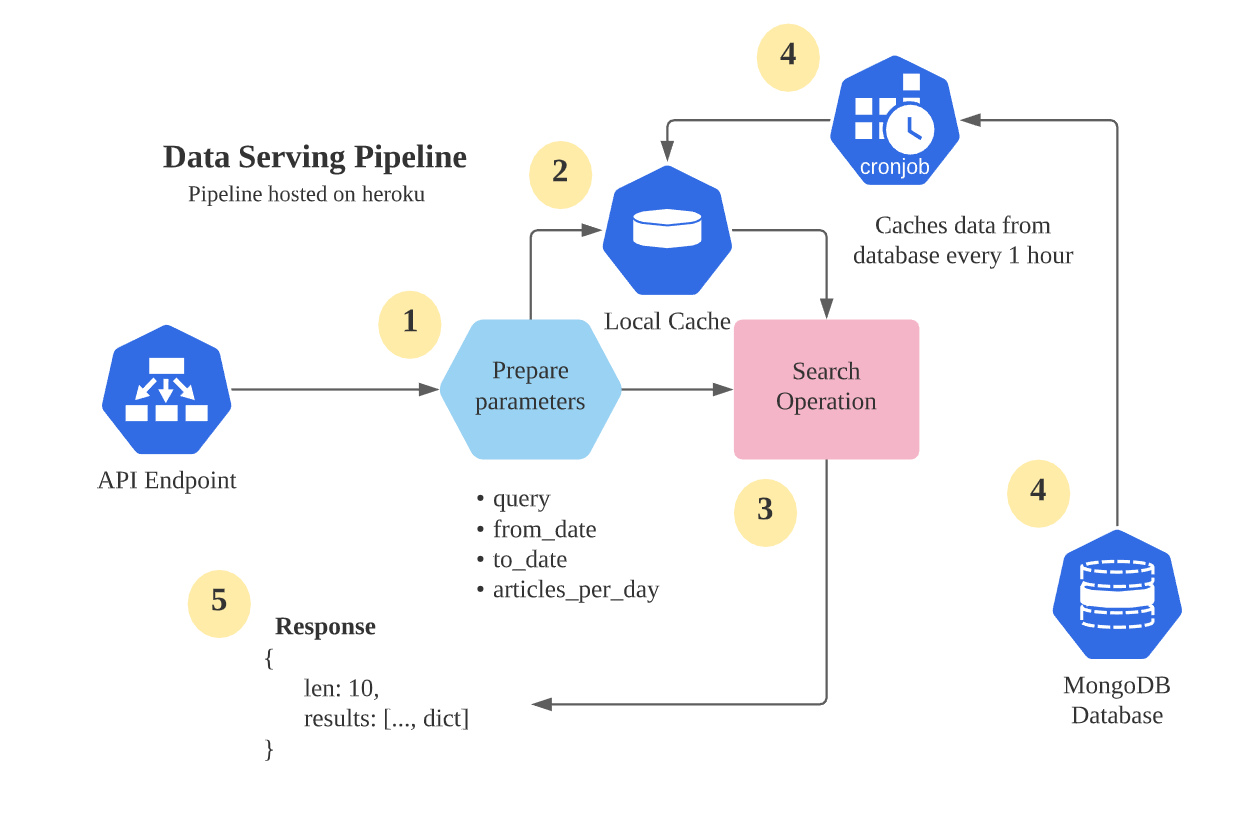 4
cronjob
Data Serving Pipeline
Pipeline hosted on heroku
2
Caches data from
database every 1 hour
1
Local Cache
Prepare
parameters
Search
Operation
API Endpoint
• query
• from_date
• to_date
• articles_per_day
3
4
5
Response
{
len: 10,
results: [..., dict]
}
MongoDB
Database